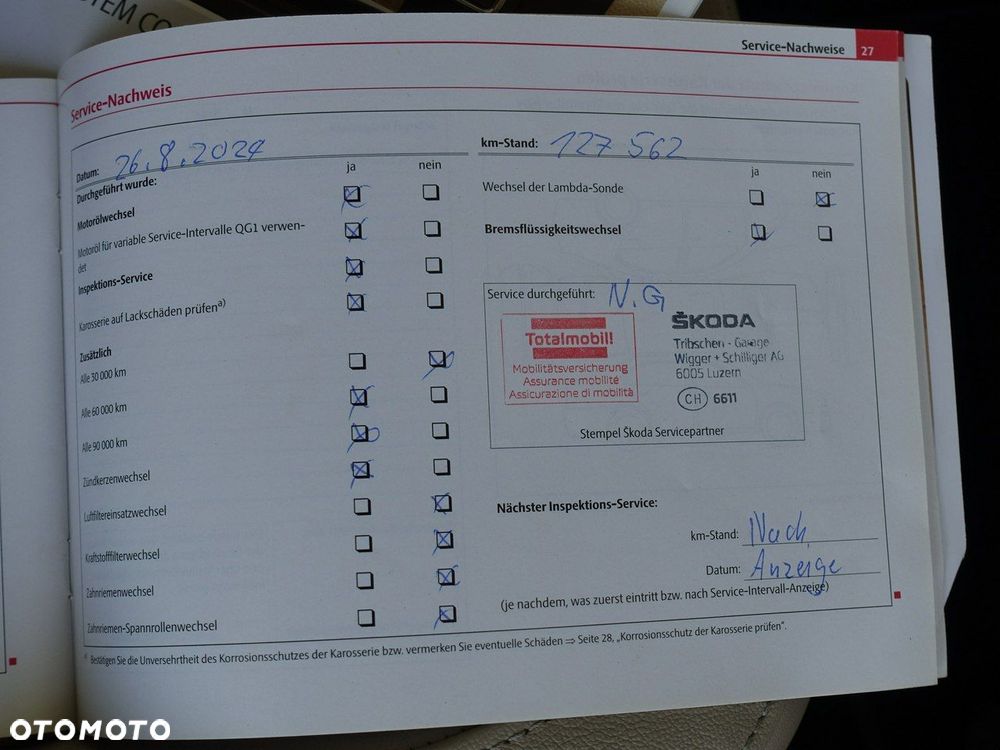 STEM CO
Service-Nachweise 27
Service-Nachweis
Datum: 26.8.2024
km-Stand: 127 562
Durchgeführt wurde:
ja nein
Motorölwechsel
Motoröl für variable Service-Intervalle QG1 verwen-
det
Inspektions-Service
Karosserie auf Lackschäden prüfen a)
Zusätzlich
Alle 30 000 km
Alle 60 000 km
Alle 90 000 km
Zündkerzenwechsel
Luftfiltereinsatzwechsel
Kraftstofffilterwechsel
Zahnriemenwechsel
Zahnriemen-Spannrollenwechsel
ja nein
Wechsel der Lambda-Sonde
Bremsflüssigkeitswechsel
Service durchgeführt: N.G
Totalmobil!
Mobilitätsversicherung
Assurance mobilité
Assicurazione di mobilità
ŠKODA
Tribschen - Garage
Wigger + Schilliger AG
6005 Luzern
CH 6611
Stempel Škoda Servicepartner
Nächster Inspektions-Service:
km-Stand: Nach
Datum: Anzeige
(je nachdem, was zuerst eintritt bzw. nach Service-Intervall-Anzeige)
a) Bestätigen Sie die Unversehrtheit des Korrosionsschutzes der Karosserie bzw. vermerken Sie eventuelle Schäden ⇒ Seite 28, „Korrosionsschutz der Karosserie prüfen“.
OTOMOTO